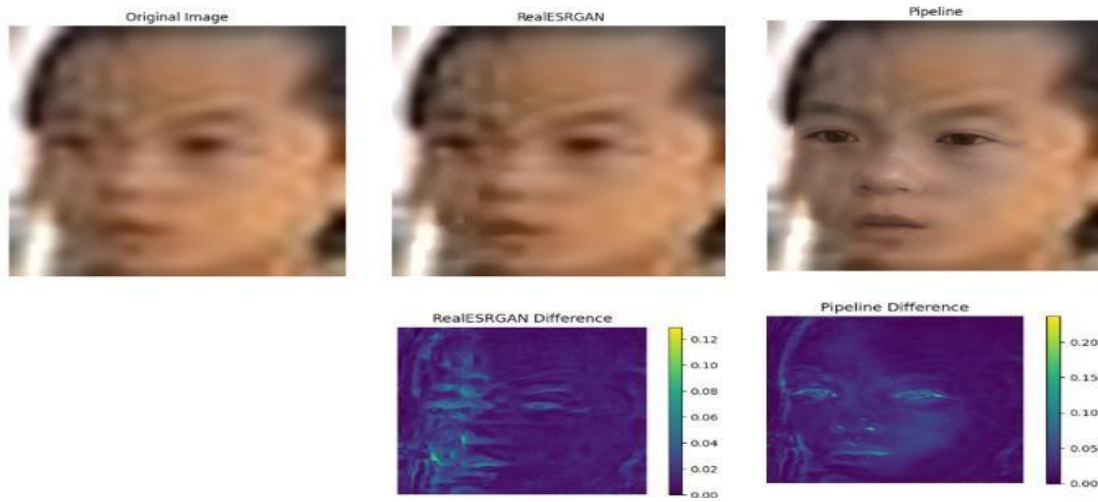 Original Image
RealESRGAN
Pipeline
RealESRGAN Difference
0.12
0.10
0.08
0.06
0.04
0.02
0.00
Pipeline Difference
0.20
0.15
0.10
0.05
0.00